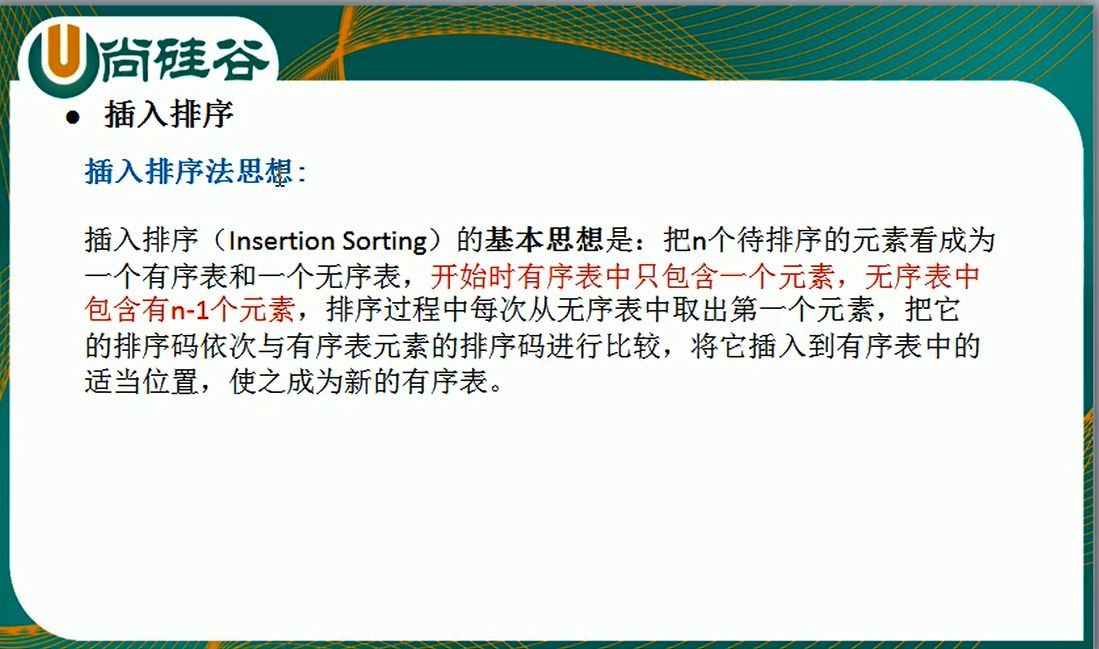 尚硅谷
● 插入排序
插入排序法思想:
插入排序（Insertion Sorting）的基本思想是：把n个待排序的元素看成为
一个有序表和一个无序表，开始时有序表中只包含一个元素，无序表中
包含有n-1个元素，排序过程中每次从无序表中取出第一个元素，把它
的排序码依次与有序表元素的排序码进行比较，将它插入到有序表中的
适当位置，使之成为新的有序表。